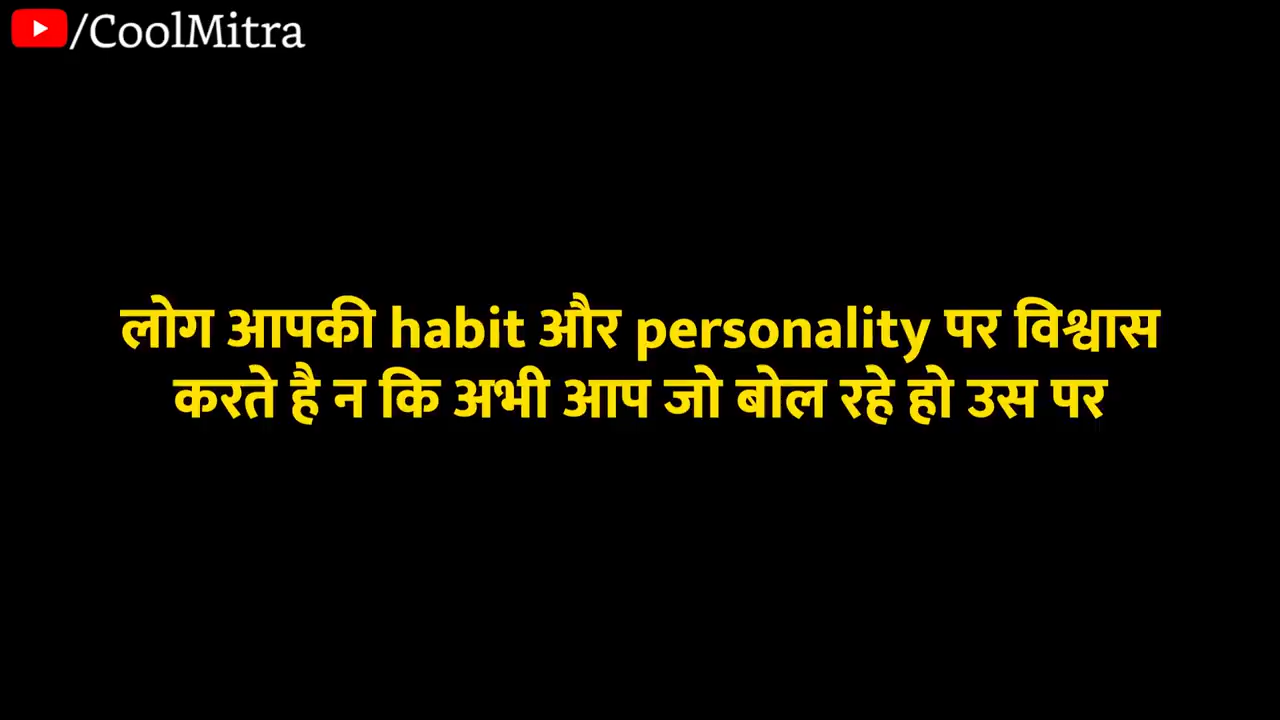 /CoolMitra
लोग आपकी habit और personality पर विश्वास
करते है न कि अभी आप जो बोल रहे हो उस पर